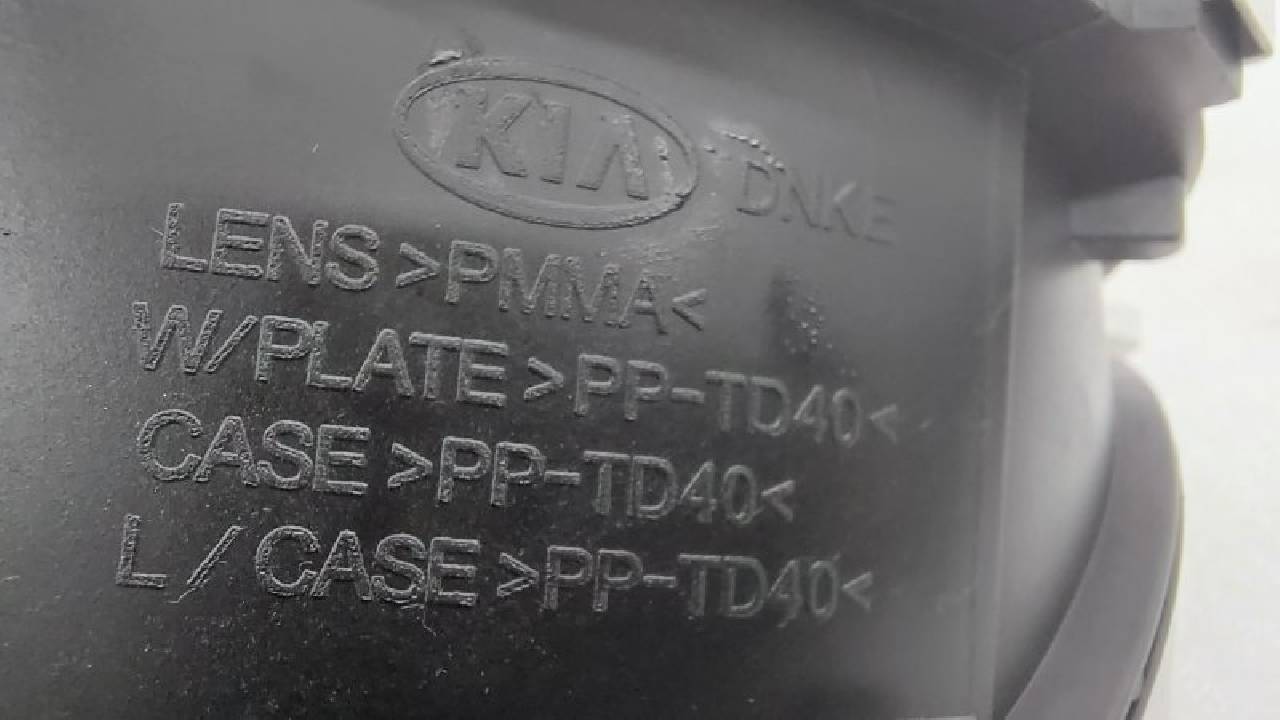 KIA DNKE
LENS >PMMA<
W/PLATE >PP-TD40<
CASE >PP-TD40<
L/CASE >PP-TD40<